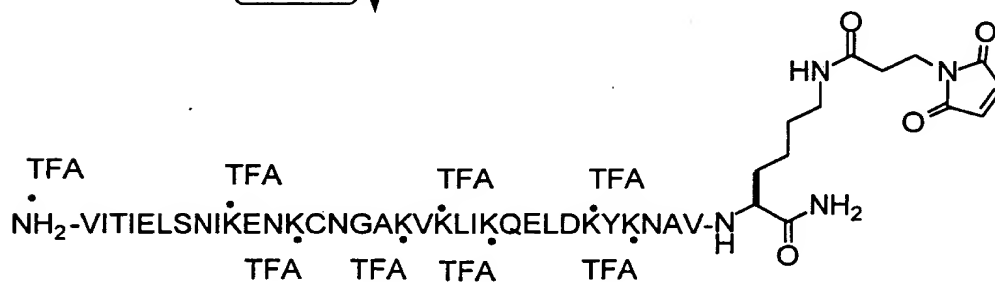 O
O
HN
N
O
TFA TFA TFA TFA
NH₂-VITIELSNIKENKCNGAKVKLIKQELDKYKNAV-N
H
NH₂
O
TFA TFA TFA TFA